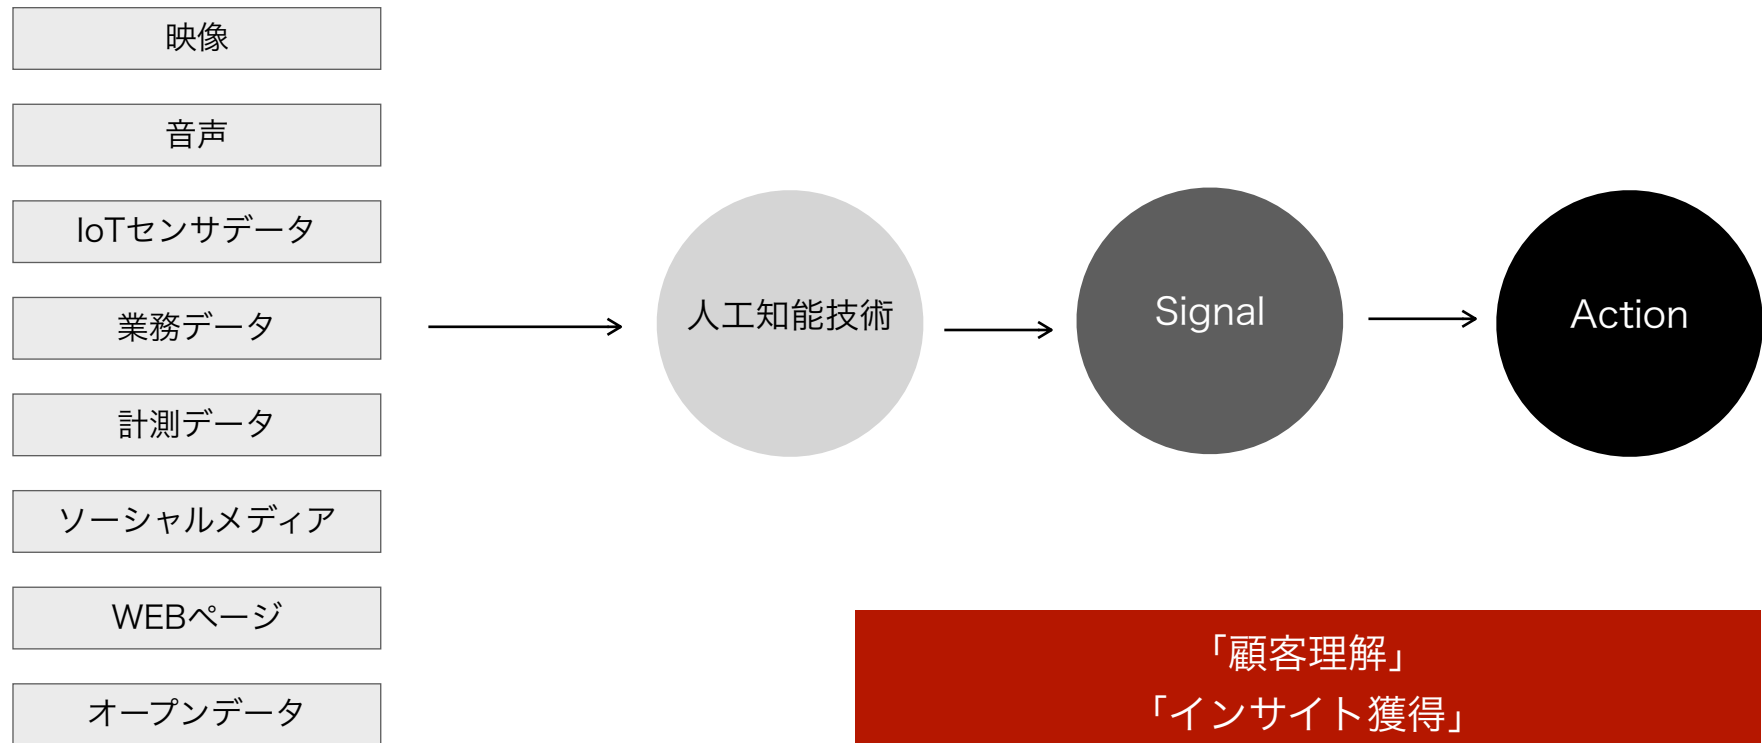 映像
音声
IoTセンサデータ
業務データ
計測データ
ソーシャルメディア
WEBページ
オープンデータ
人工知能技術
Signal
Action
「顧客理解」
「インサイト獲得」